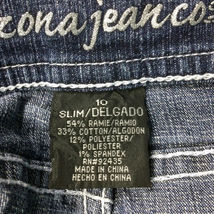 zona jean co
10
SLIM/DELGADO
54% RAMIE/RAMIO
33% COTTON/ALGODON
12% POLYESTER/
POLIESTER
1% SPANDEX
RN#92435
MADE IN CHINA
HECHO EN CHINA